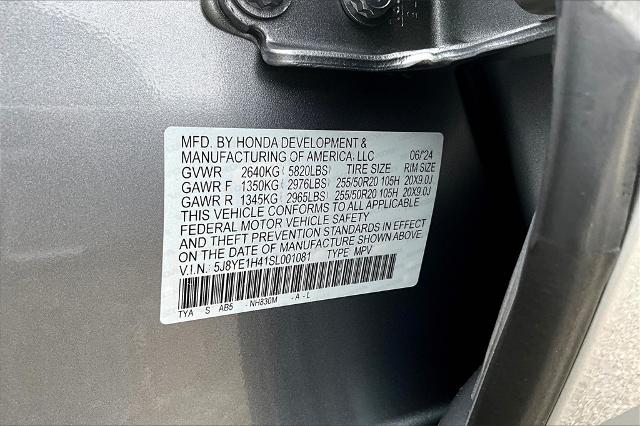 MFD. BY HONDA DEVELOPMENT &
MANUFACTURING OF AMERICA, LLC 06/'24
GVWR 2640KG ( 5820LBS) TIRE SIZE RIM SIZE
GAWR F 1350KG ( 2976LBS) 255/50R20 105H 20X9.0J
GAWR R 1345KG ( 2965LBS) 255/50R20 105H 20X9.0J
THIS VEHICLE CONFORMS TO ALL APPLICABLE
FEDERAL MOTOR VEHICLE SAFETY
AND THEFT PREVENTION STANDARDS IN EFFECT
ON THE DATE OF MANUFACTURE SHOWN ABOVE.
V.I.N.: 5J8YE1H41SL001081 TYPE MPV
TYA S AB5 - NH830M - A - L